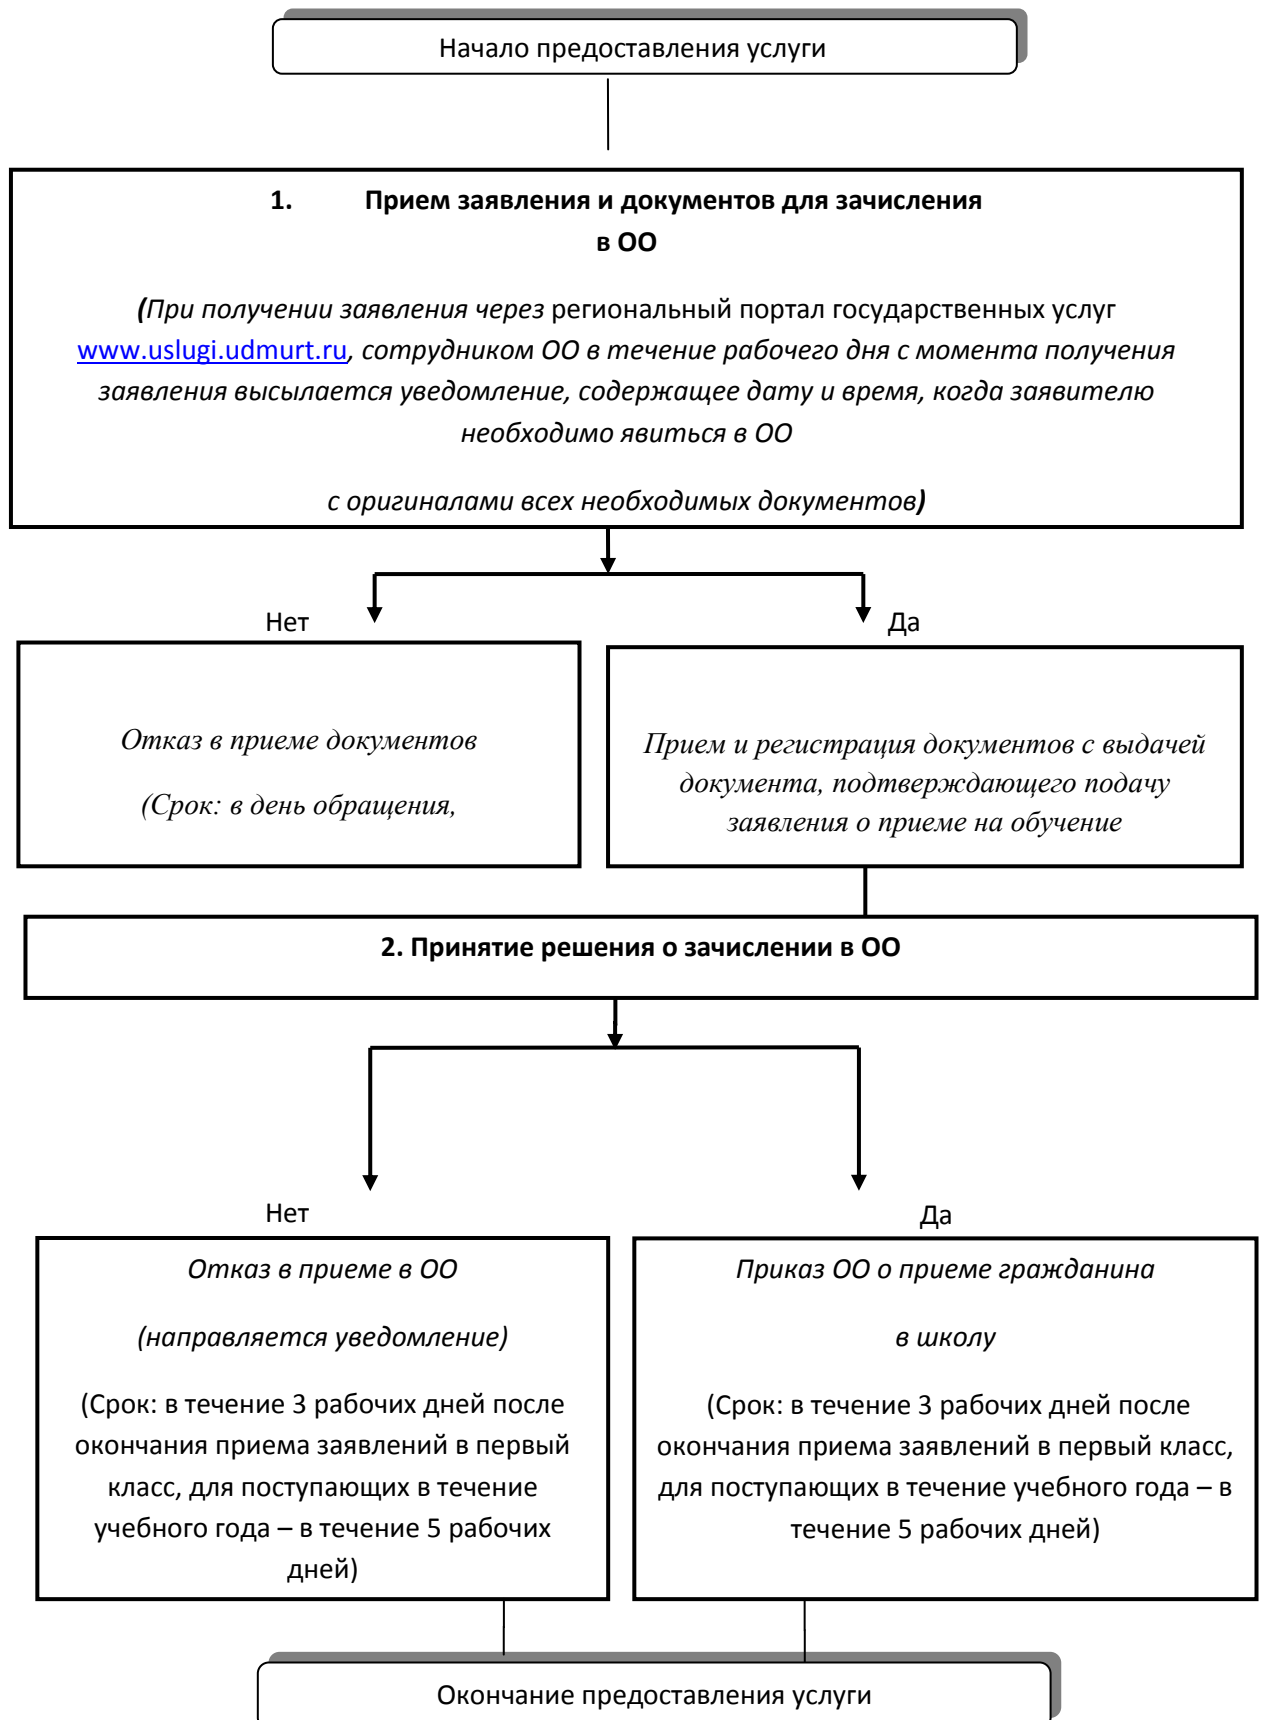 Начало предоставления услуги
1. Прием заявления и документов для зачисления
в ОО
(При получении заявления через региональный портал государственных услуг
www.uslugi.udmurt.ru, сотрудником ОО в течение рабочего дня с момента получения
заявления высылается уведомление, содержащее дату и время, когда заявителю
необходимо явиться в ОО
с оригиналами всех необходимых документов)
Нет
Да
Отказ в приеме документов
(Срок: в день обращения,
Прием и регистрация документов с выдачей
документа, подтверждающего подачу
заявления о приеме на обучение
2. Принятие решения о зачислении в ОО
Нет
Да
Отказ в приеме в ОО
(направляется уведомление)
(Срок: в течение 3 рабочих дней после
окончания приема заявлений в первый
класс, для поступающих в течение
учебного года – в течение 5 рабочих
дней)
Приказ ОО о приеме гражданина
в школу
(Срок: в течение 3 рабочих дней после
окончания приема заявлений в первый класс,
для поступающих в течение учебного года – в
течение 5 рабочих дней)
Окончание предоставления услуги